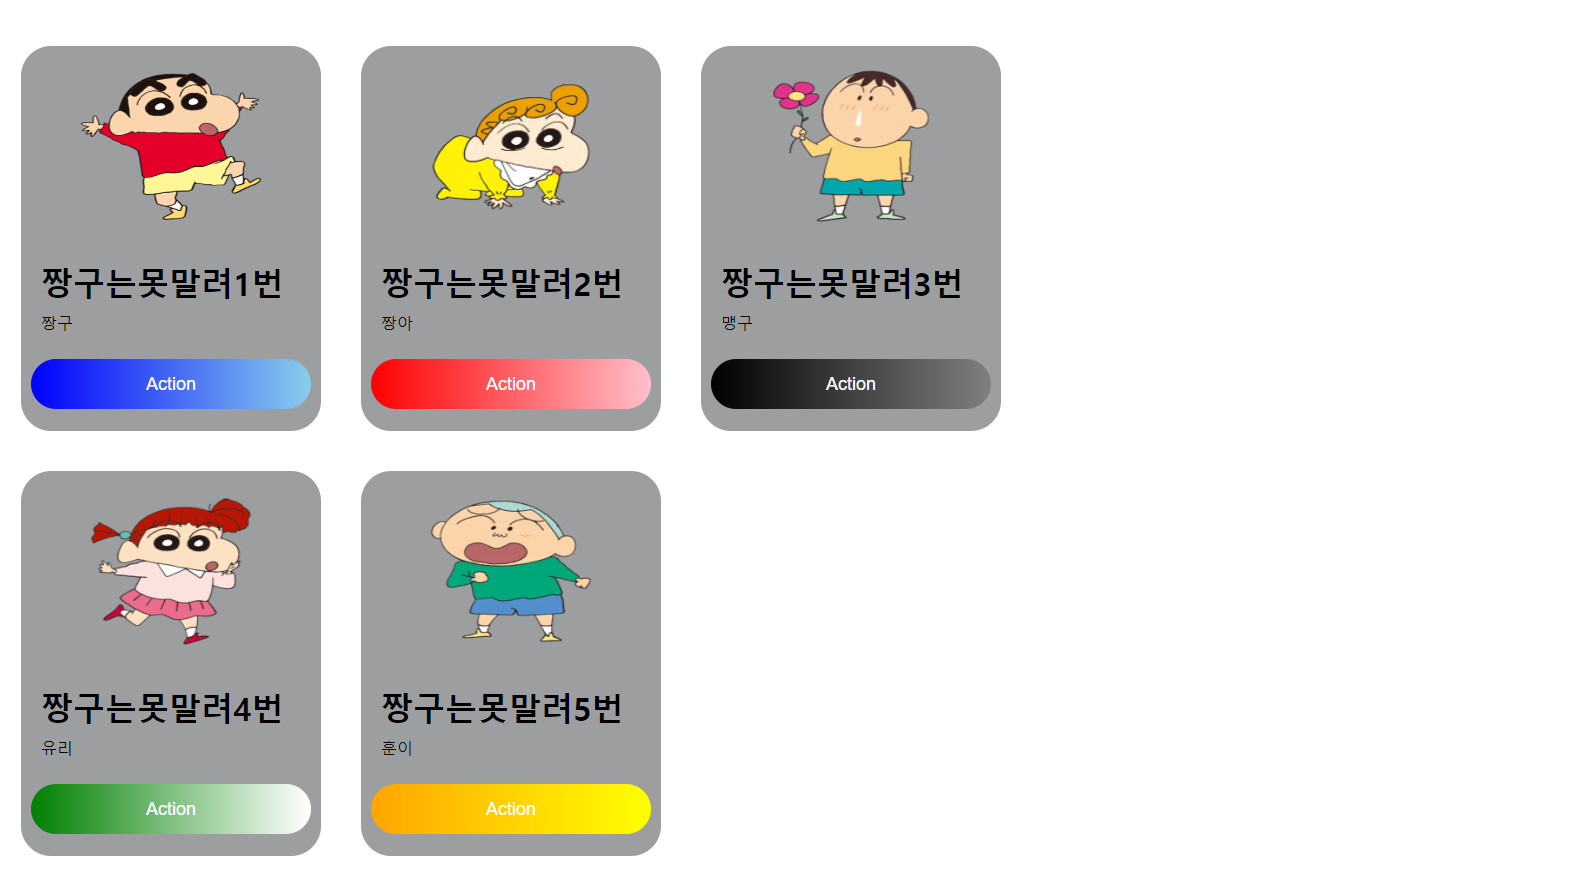 짱구는못말려1번
짱구
Action
짱구는못말려2번
짱아
Action
짱구는못말려3번
맹구
Action
짱구는못말려4번
유리
Action
짱구는못말려5번
훈이
Action